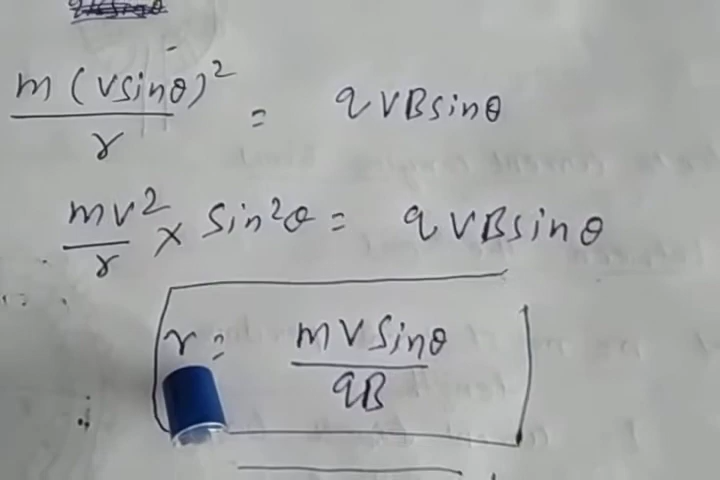 m(vsinθ)²/r = qVBsinθ
mv²/r × sin²θ = qVBsinθ
r = mVsinθ/qB